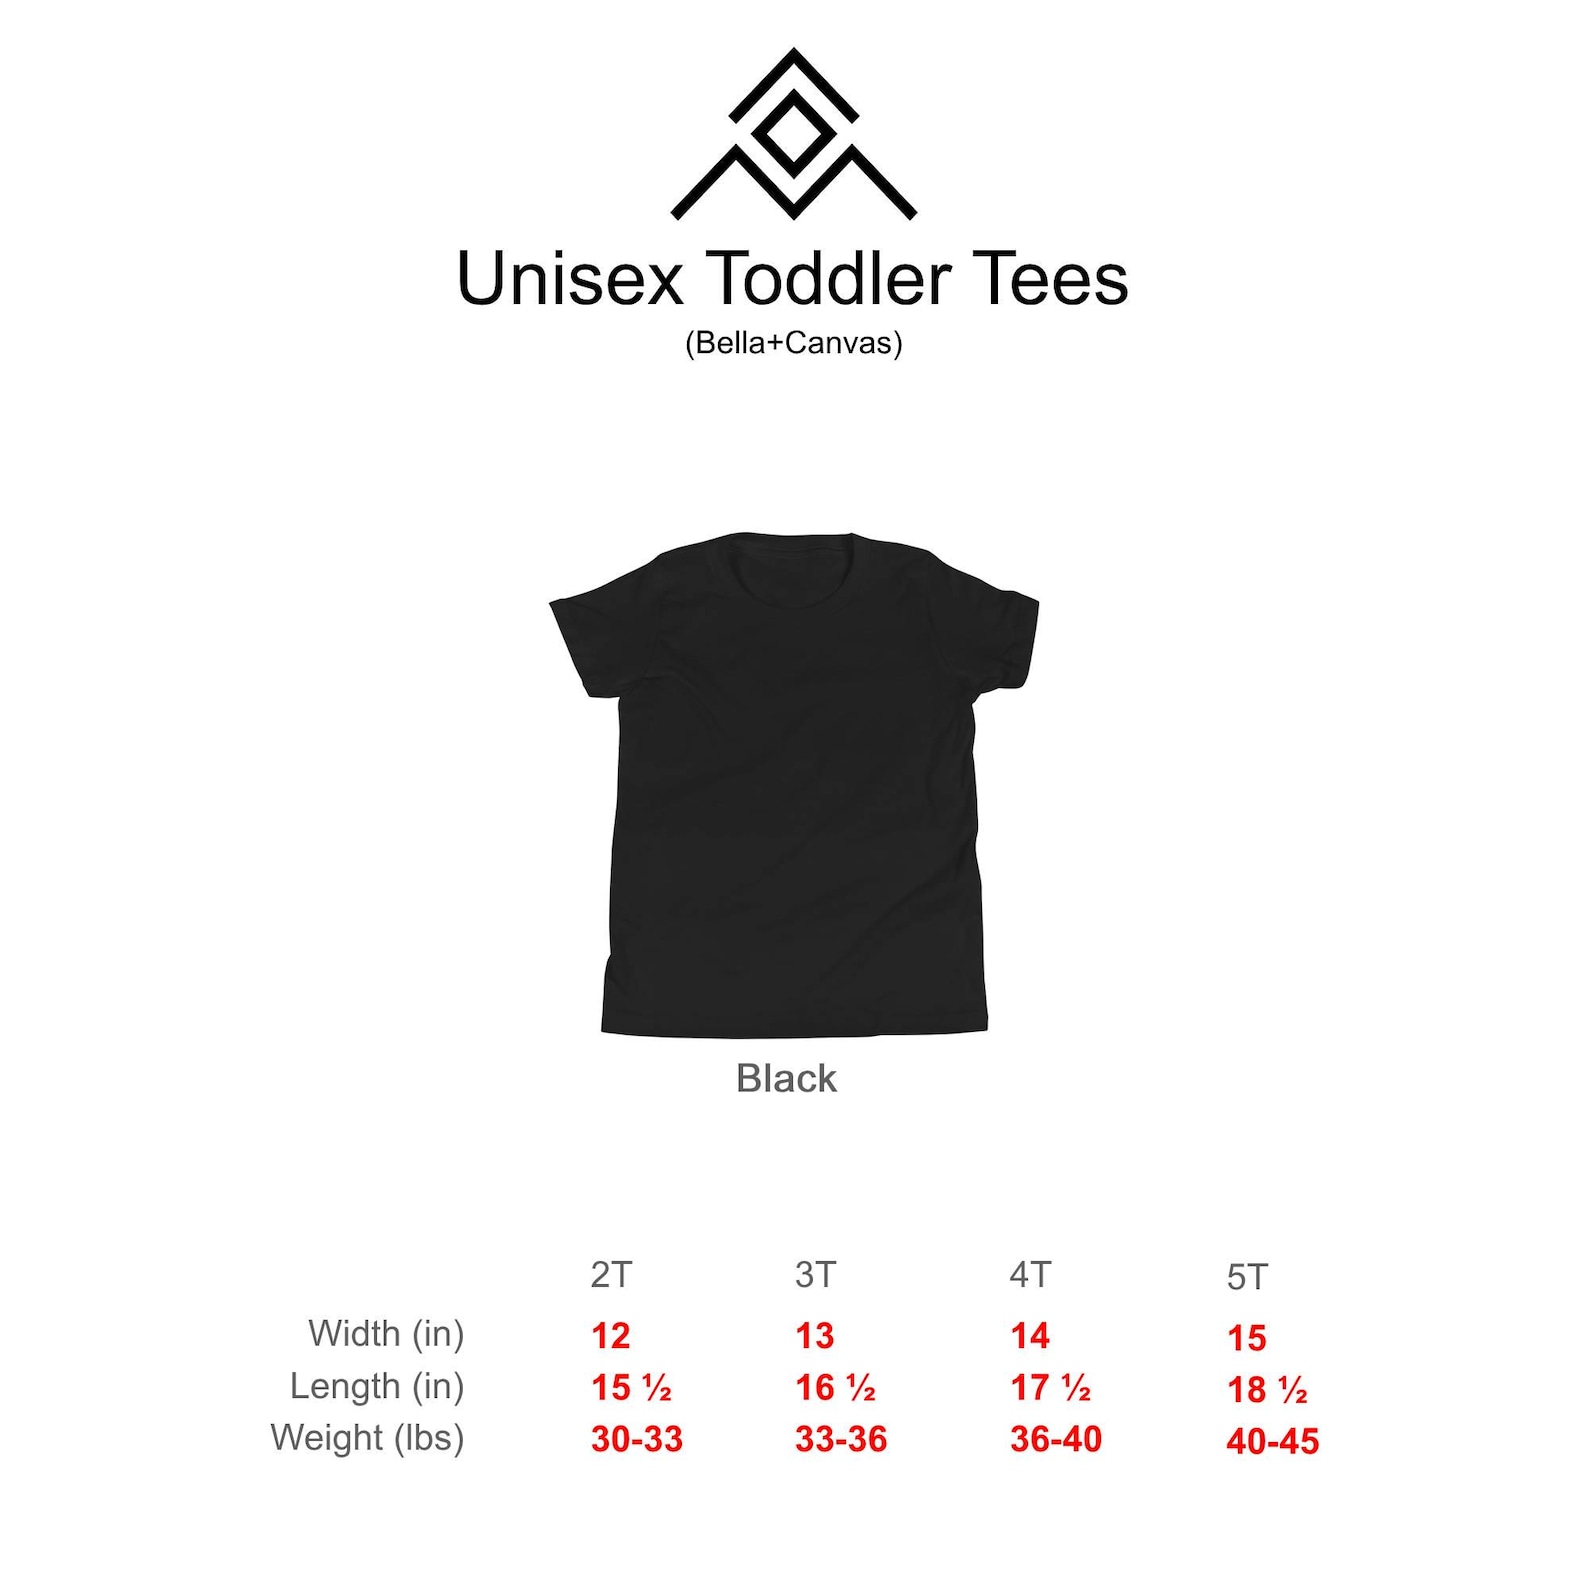 Unisex Toddler Tees
(Bella+Canvas)
Black
2T 3T 4T 5T
Width (in) 12 13 14 15
Length (in) 15 ½ 16 ½ 17 ½ 18 ½
Weight (lbs) 30-33 33-36 36-40 40-45